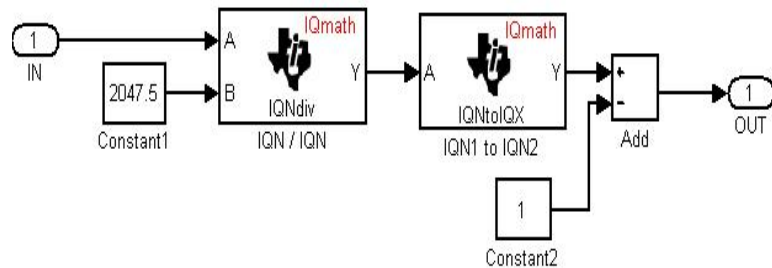 1
IN
2047.5
Constant1
IQmath
A
B
Y
IQNdiv
IQN / IQN
IQmath
A
Y
IQNtoIQX
IQN1 to IQN2
+
-
Add
1
Constant2
1
OUT